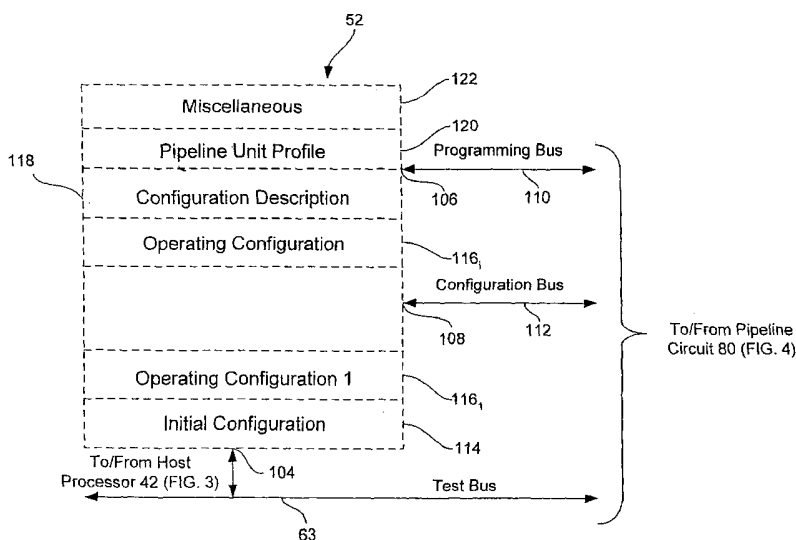 52
122
Miscellaneous
120
Pipeline Unit Profile
Programming Bus
118
106
110
Configuration Description
Operating Configuration
116i
Configuration Bus
108
112
To/From Pipeline
Circuit 80 (FIG. 4)
Operating Configuration 1
1161
Initial Configuration
114
To/From Host
Processor 42 (FIG. 3)
104
Test Bus
63